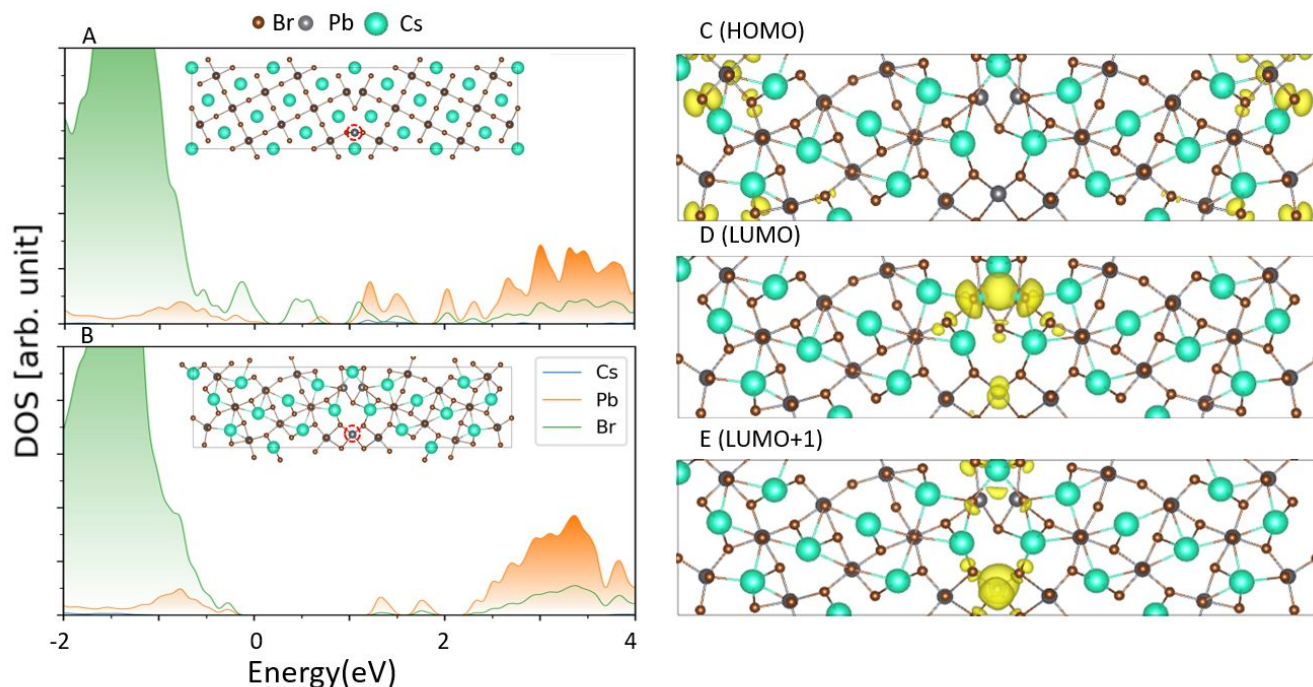 Br Pb Cs
A
B
DOS [arb. unit]
Cs
Pb
Br
-2 0 2 4
Energy(eV)
C (HOMO)
D (LUMO)
E (LUMO+1)